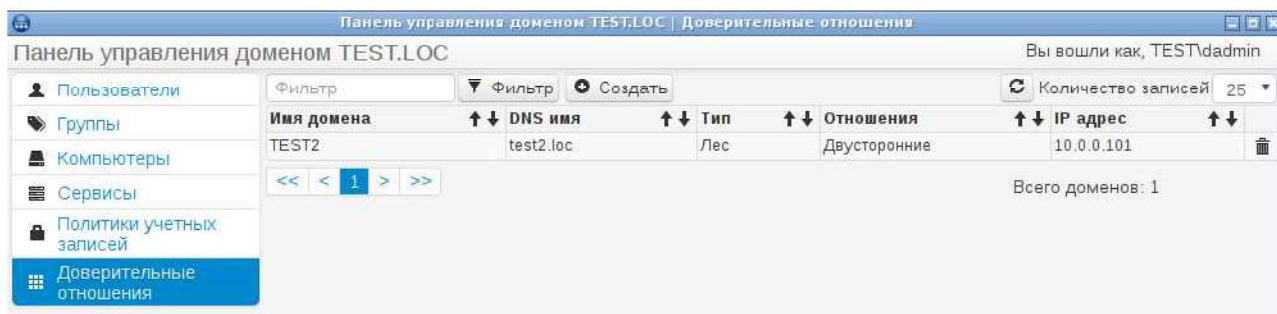 Панель управления доменом TEST.LOC | Доверительные отношения
Панель управления доменом TEST.LOC
Вы вошли как, TEST\dadmin
Пользователи
Группы
Компьютеры
Сервисы
Политики учетных
записей
Доверительные
отношения
Фильтр Фильтр Создать Количество записей 25
Имя домена DNS имя Тип Отношения IP адрес
TEST2 test2.loc Лес Двусторонние 10.0.0.101
<< < 1 > >>
Всего доменов: 1